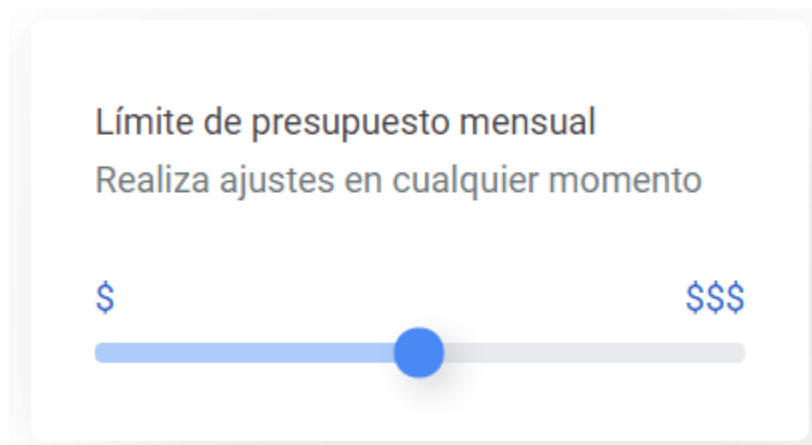 Límite de presupuesto mensual
Realiza ajustes en cualquier momento
$ $$$